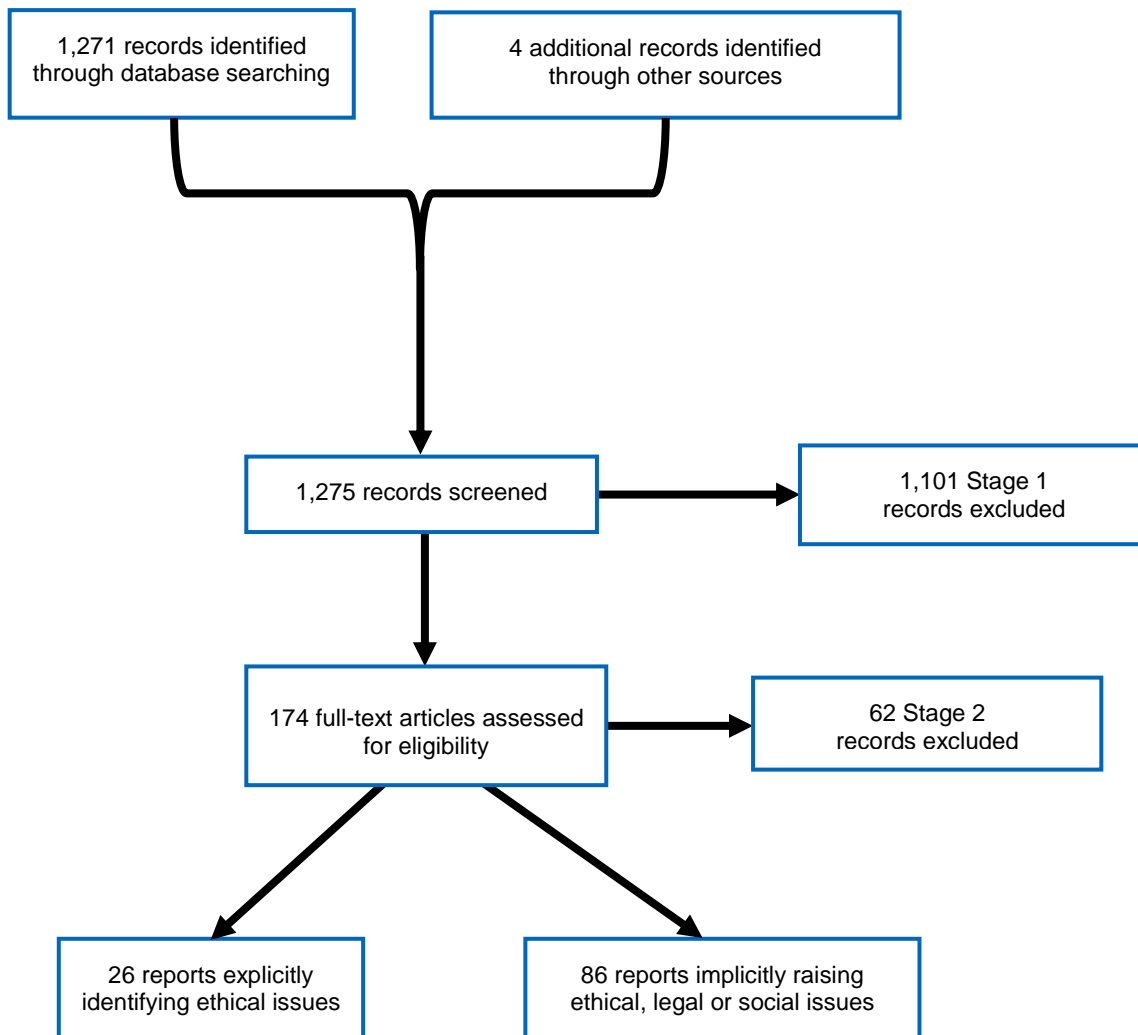 1,271 records identified
through database searching
4 additional records identified
through other sources
1,275 records screened
1,101 Stage 1
records excluded
174 full-text articles assessed
for eligibility
62 Stage 2
records excluded
26 reports explicitly
identifying ethical issues
86 reports implicitly raising
ethical, legal or social issues